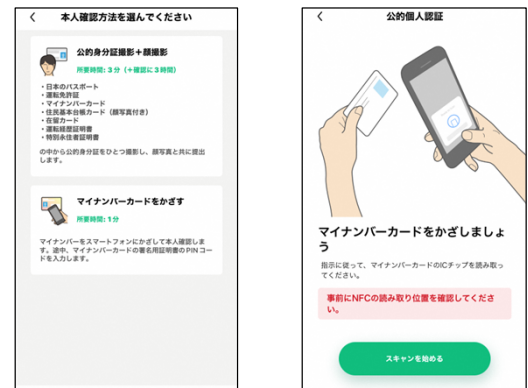 本人確認方法を選んでください
公的身分証撮影＋顔撮影
所要時間：3分（＋確認に3時間）
・日本のパスポート
・運転免許証
・マイナンバーカード
・住民基本台帳カード（顔写真付き）
・在留カード
・運転経歴証明書
・特別永住者証明書
の中から公的身分証をひとつ撮影し、顔写真と共に提出
します。
マイナンバーカードをかざす
所要時間：1分
マイナンバーをスマートフォンにかざして本人確認しま
す。途中、マイナンバーカードの署名用証明書のPINコー
ドを入力します。
公的個人認証
マイナンバーカードをかざしましょ
う
指示に従って、マイナンバーカードのICチップを読み取っ
てください。
事前にNFCの読み取り位置を確認してくださ
い。
スキャンを始める